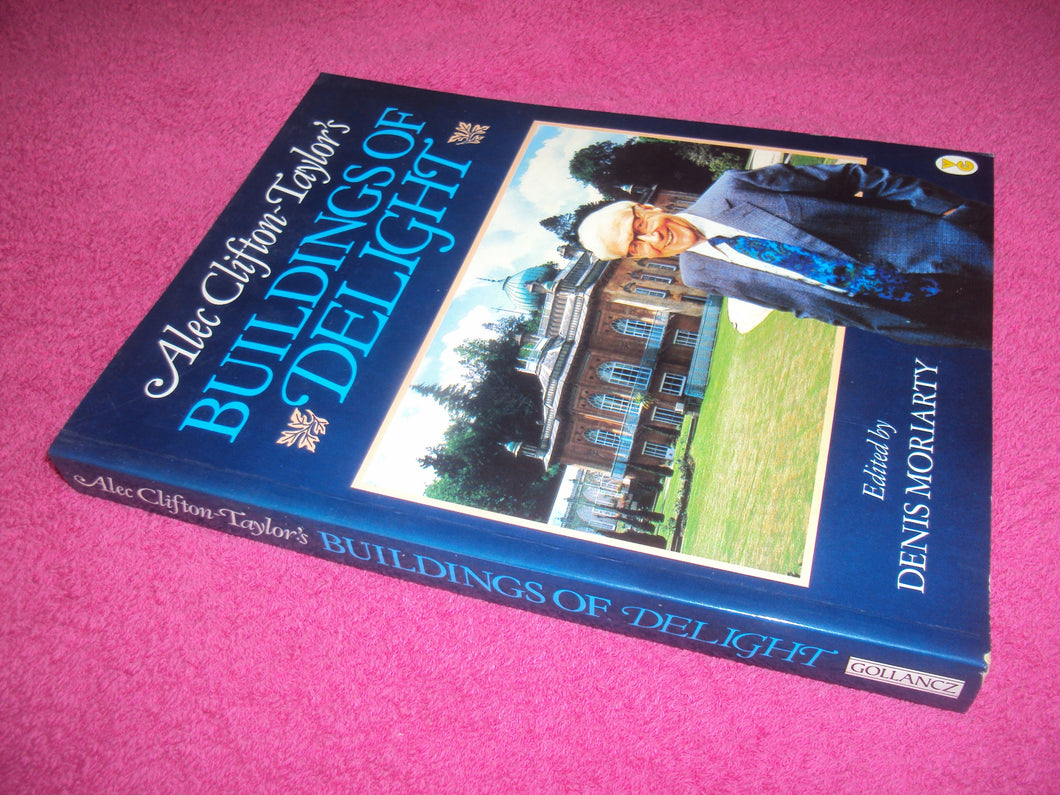 Alec Clifton-Taylor's
BUILDINGS OF
DELIGHT
Edited by
DENIS MORIARTY
Alec Clifton-Taylor's BUILDINGS OF DELIGHT GOLLANCZ